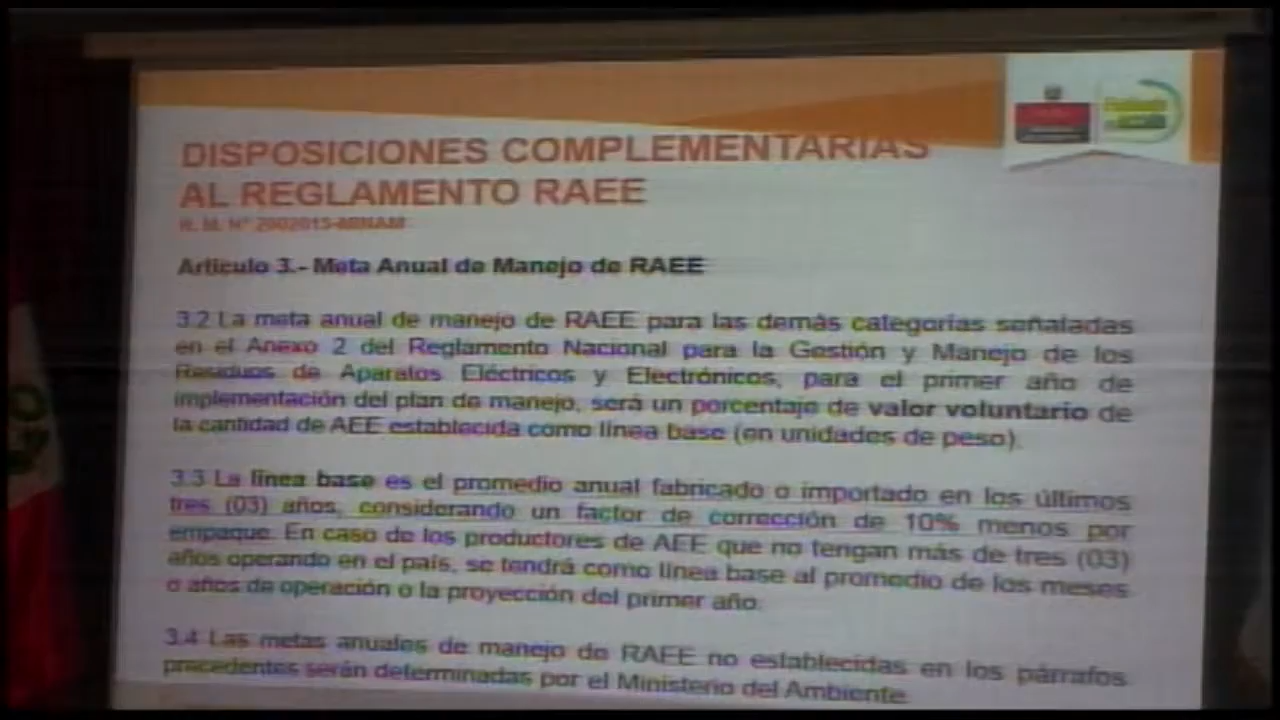 DISPOSICIONES COMPLEMENTARIAS
AL REGLAMENTO RAEE
R. M. N°
Artículo 3.- Meta Anual de Manejo de RAEE
3.2 La meta anual de manejo de RAEE para las demás categorías señaladas
en el Anexo 2 del Reglamento Nacional para la Gestión y Manejo de los
Residuos de Aparatos Eléctricos y Electrónicos, para el primer año de
implementación del plan de manejo, será un porcentaje de valor voluntario de
la cantidad de AEE establecida como línea base (en unidades de peso).
3.3 La línea base es el promedio anual fabricado o importado en los últimos
tres (03) años, considerando un factor de corrección de 10% menos por
empaque. En caso de los productores de AEE que no tengan más de tres (03)
años operando en el país, se tendrá como línea base al promedio de los meses
o años de operación o la proyección del primer año.
3.4 Las metas anuales de manejo de RAEE no establecidas en los párrafos
precedentes serán determinadas por el Ministerio del Ambiente.